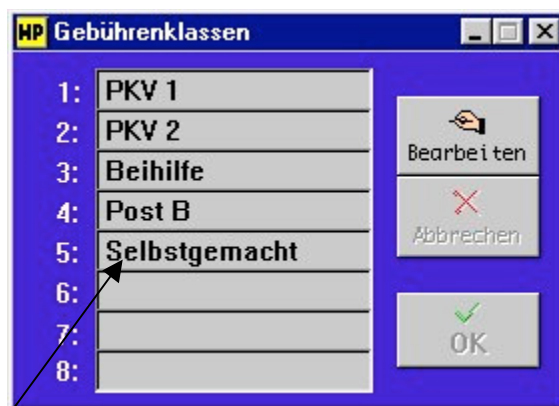 HP Gebührenklassen
1: PKV 1
2: PKV 2
3: Beihilfe
4: Post B
5: Selbstgemacht
6:
7:
8:
Bearbeiten
Abbrechen
OK